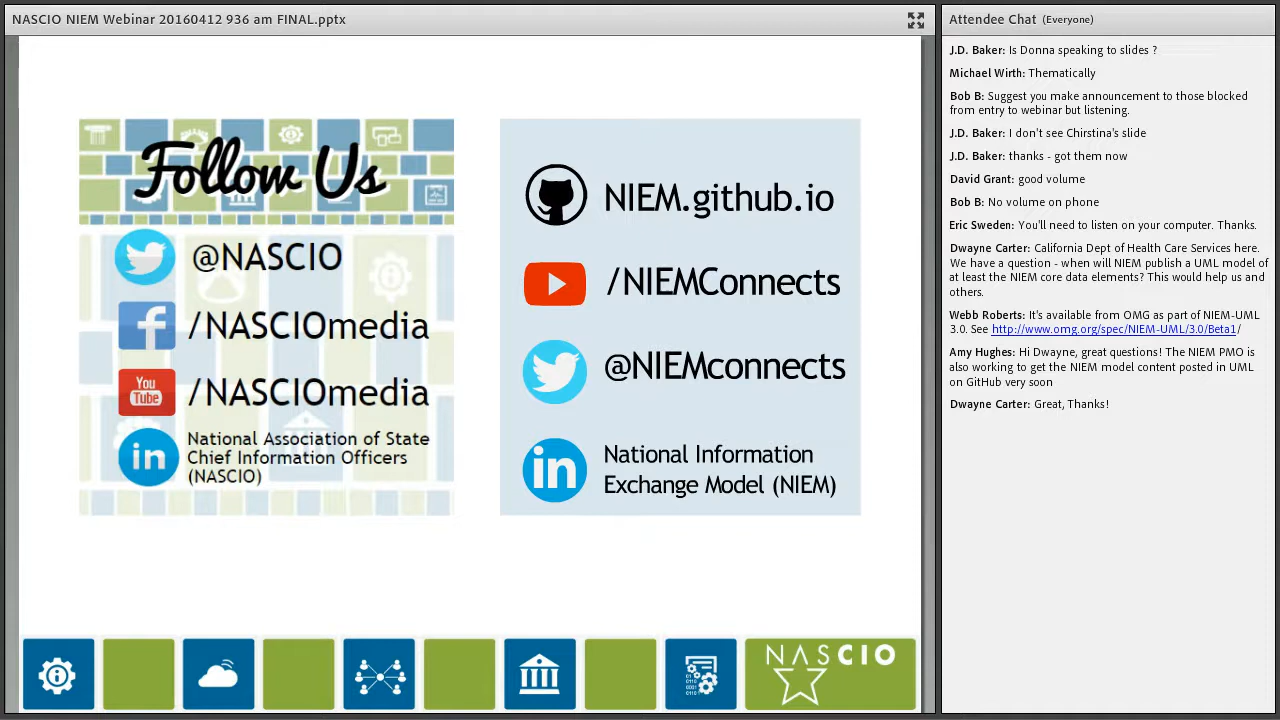 NASCIO NIEM Webinar 20160412 936 am FINAL.pptx
Follow Us
@NASCIO
/NASCIOmedia
You
Tube
/NASCIOmedia
in
National Association of State
Chief Information Officers
(NASCIO)
NIEM.github.io
/NIEMConnects
@NIEMconnects
in
National Information
Exchange Model (NIEM)
NASCIO
Attendee Chat (Everyone)
J.D. Baker: Is Donna speaking to slides ?
Michael Wirth: Thematically
Bob B: Suggest you make announcement to those blocked
from entry to webinar but listening.
J.D. Baker: I don't see Christina's slide
J.D. Baker: thanks - got them now
David Grant: good volume
Bob B: No volume on phone
Eric Sweden: You'll need to listen on your computer. Thanks.
Dwayne Carter: California Dept of Health Care Services here.
We have a question - when will NIEM publish a UML model of
at least the NIEM core data elements? This would help us and
others.
Webb Roberts: It's available from OMG as part of NIEM-UML
3.0. See http://www.omg.org/spec/NIEM-UML/3.0/Beta1/
Amy Hughes: Hi Dwayne, great questions! The NIEM PMO is
also working to get the NIEM model content posted in UML
on GitHub very soon
Dwayne Carter: Great, Thanks!